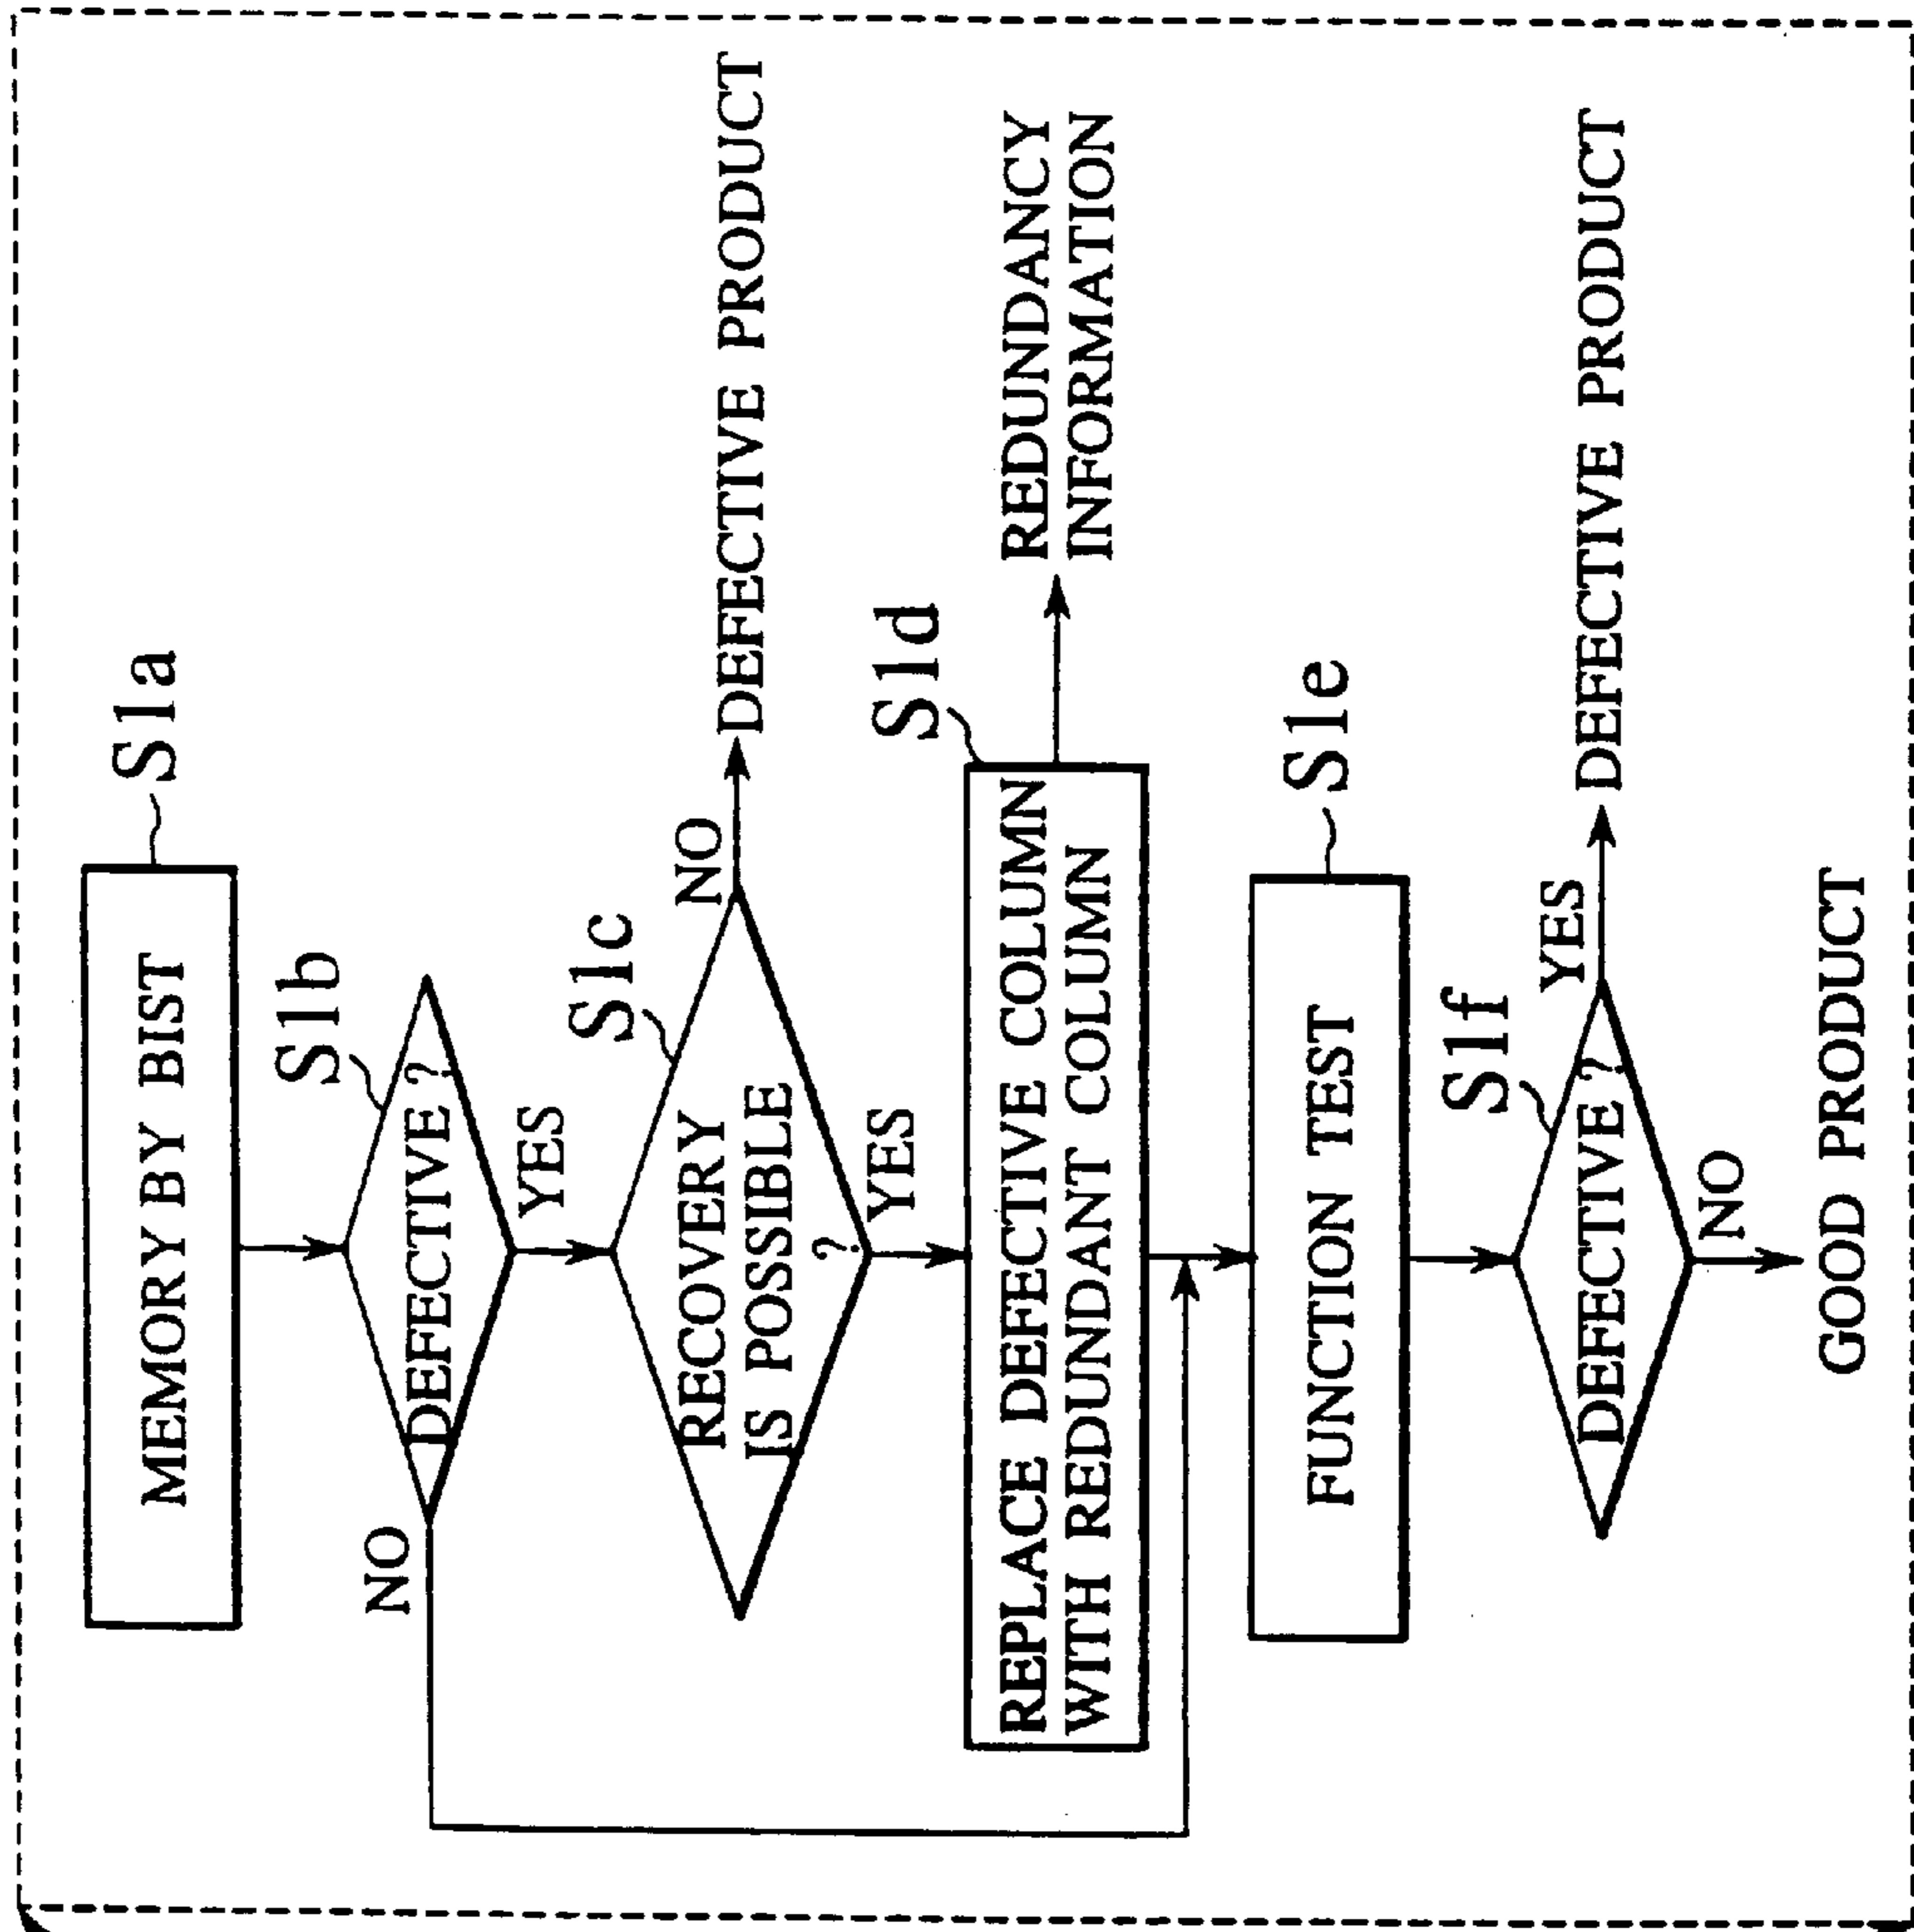 MEMORY BY BIST
S1a
S1b
DEFECTIVE ?
NO
YES
S1c
RECOVERY
IS POSSIBLE
?
NO
DEFECTIVE PRODUCT
YES
S1d
REPLACE DEFECTIVE COLUMN
WITH REDUNDANT COLUMN
REDUNDANCY
INFORMATION
S1e
FUNCTION TEST
S1f
DEFECTIVE ?
YES
DEFECTIVE PRODUCT
NO
GOOD PRODUCT